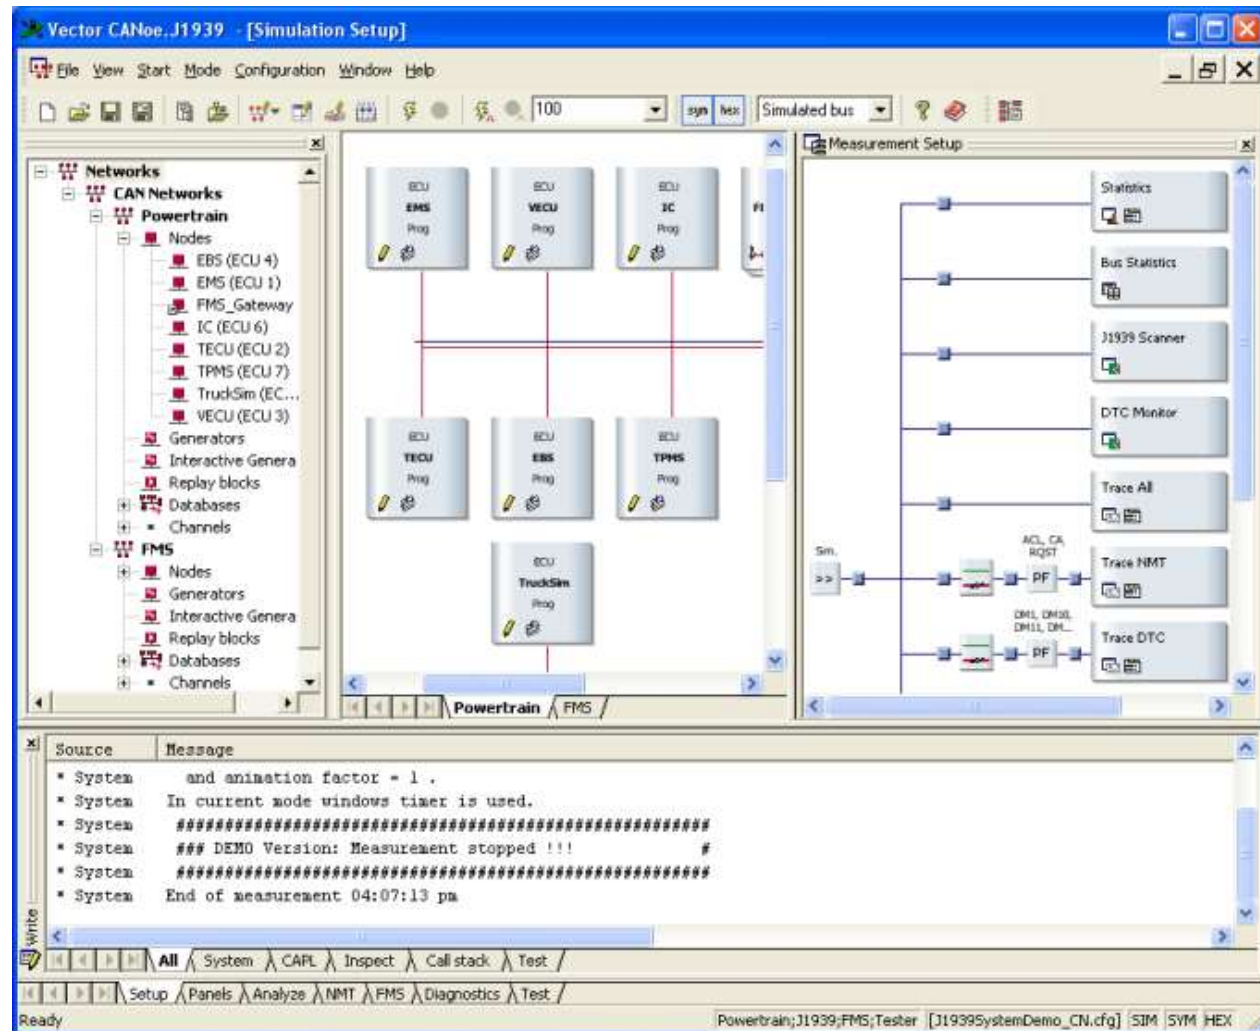 Vector CANoe.J1939 - [Simulation Setup]
File View Start Mode Configuration Window Help
100 sym hex Simulated bus
Networks
CAN Networks
Powertrain
Nodes
EBS (ECU 4)
EMS (ECU 1)
FMS_Gateway
IC (ECU 6)
TECU (ECU 2)
TPMS (ECU 7)
TruckSim (EC...
VECU (ECU 3)
Generators
Interactive Genera
Replay blocks
Databases
Channels
FMS
Nodes
Generators
Interactive Genera
Replay blocks
Databases
Channels
ECU
EMS
Prog
ECU
VECU
Prog
ECU
IC
Prog
ECU
TECU
Prog
ECU
EBS
Prog
ECU
TPMS
Prog
ECU
TruckSim
Prog
Powertrain FMS
Measurement Setup
Statistics
Bus Statistics
J1939 Scanner
DTC Monitor
Trace All
Sim.
>>
ACL, CA,
RQST
PF
Trace NMT
DM1, DM10,
DM11, DM...
PF
Trace DTC
Write
Source Message
* System and animation factor = 1 .
* System In current mode windows timer is used.
* System #######################################################
* System ### DEMO Version: Measurement stopped !!! #
* System #######################################################
* System End of measurement 04:07:13 pm
All System CAPL Inspect Call stack Test
Setup Panels Analyze NMT FMS Diagnostics Test
Ready Powertrain;J1939;FMS;Tester [J1939SystemDemo_CN.cfg] SIM SYM HEX